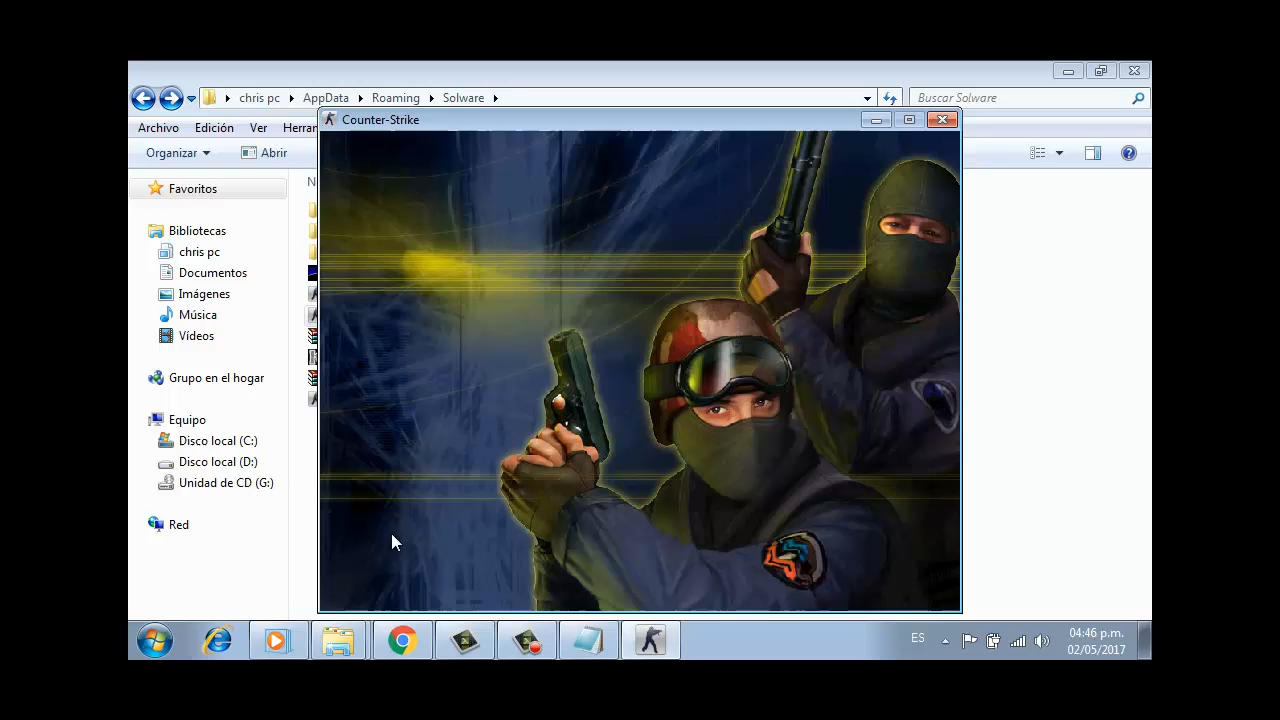 chris pc AppData Roaming Solware
Buscar Solware
Archivo Edición Ver Herran
Counter-Strike
Organizar Abrir
Favoritos
N
Bibliotecas
chris pc
Documentos
Imágenes
Música
Vídeos
Grupo en el hogar
Equipo
Disco local (C:)
Disco local (D:)
Unidad de CD (G:)
Red
ES
04:46 p.m.
02/05/2017